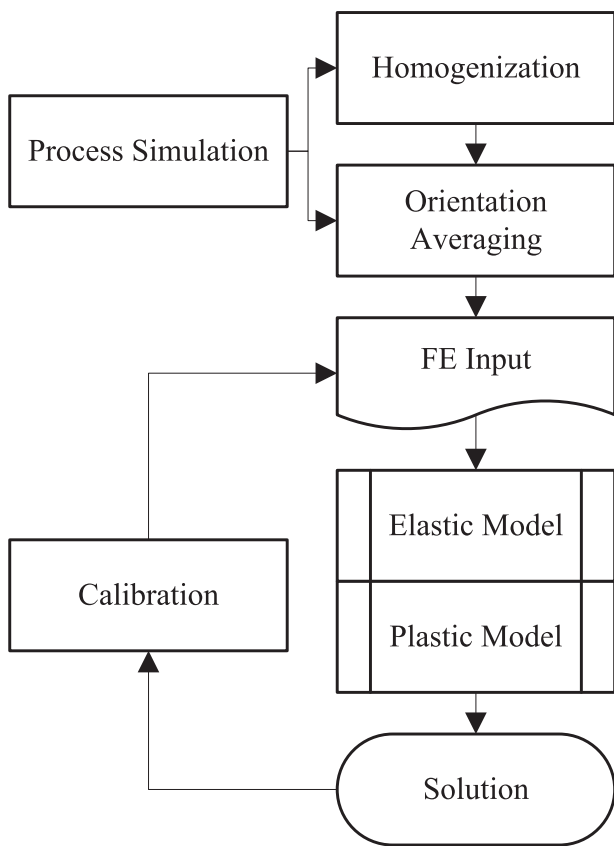 Homogenization
Process Simulation
Orientation
Averaging
FE Input
Elastic Model
Calibration
Plastic Model
Solution